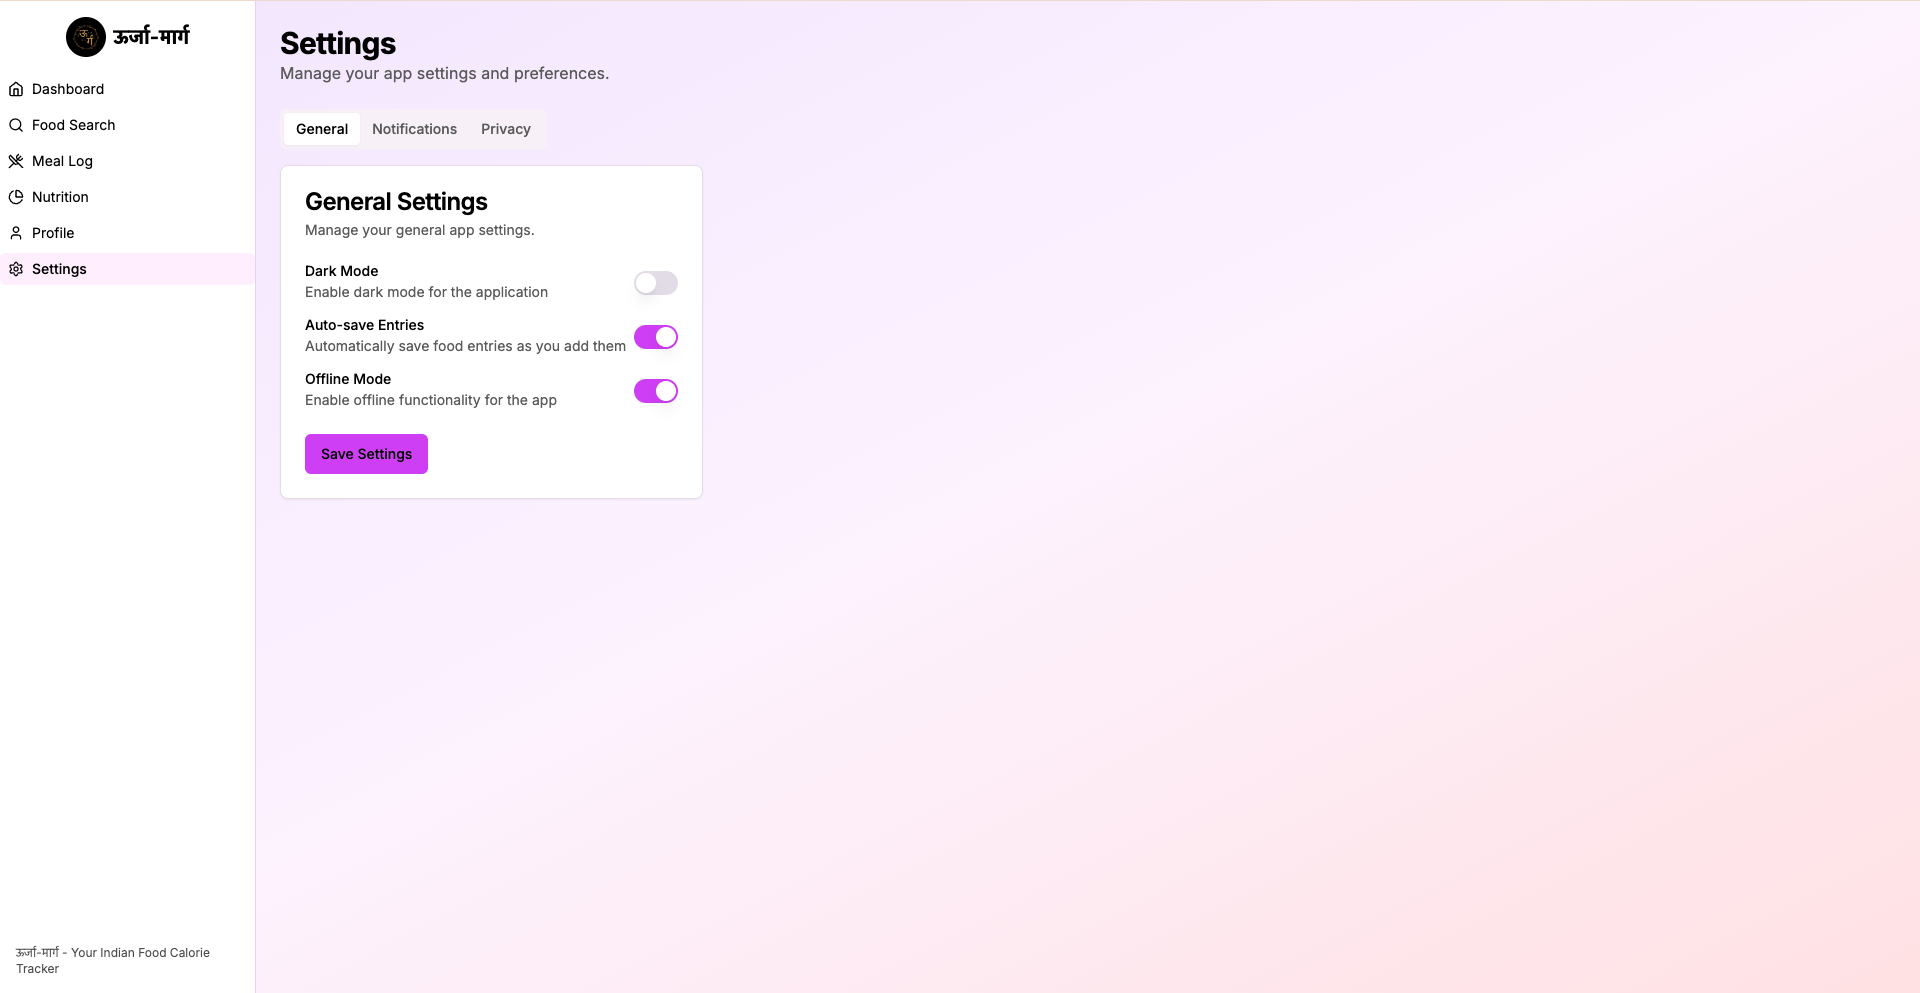 ऊर्जा-मार्ग
Dashboard
Food Search
Meal Log
Nutrition
Profile
Settings
ऊर्जा-मार्ग - Your Indian Food Calorie
Tracker
Settings
Manage your app settings and preferences.
General Notifications Privacy
General Settings
Manage your general app settings.
Dark Mode
Enable dark mode for the application
Auto-save Entries
Automatically save food entries as you add them
Offline Mode
Enable offline functionality for the app
Save Settings